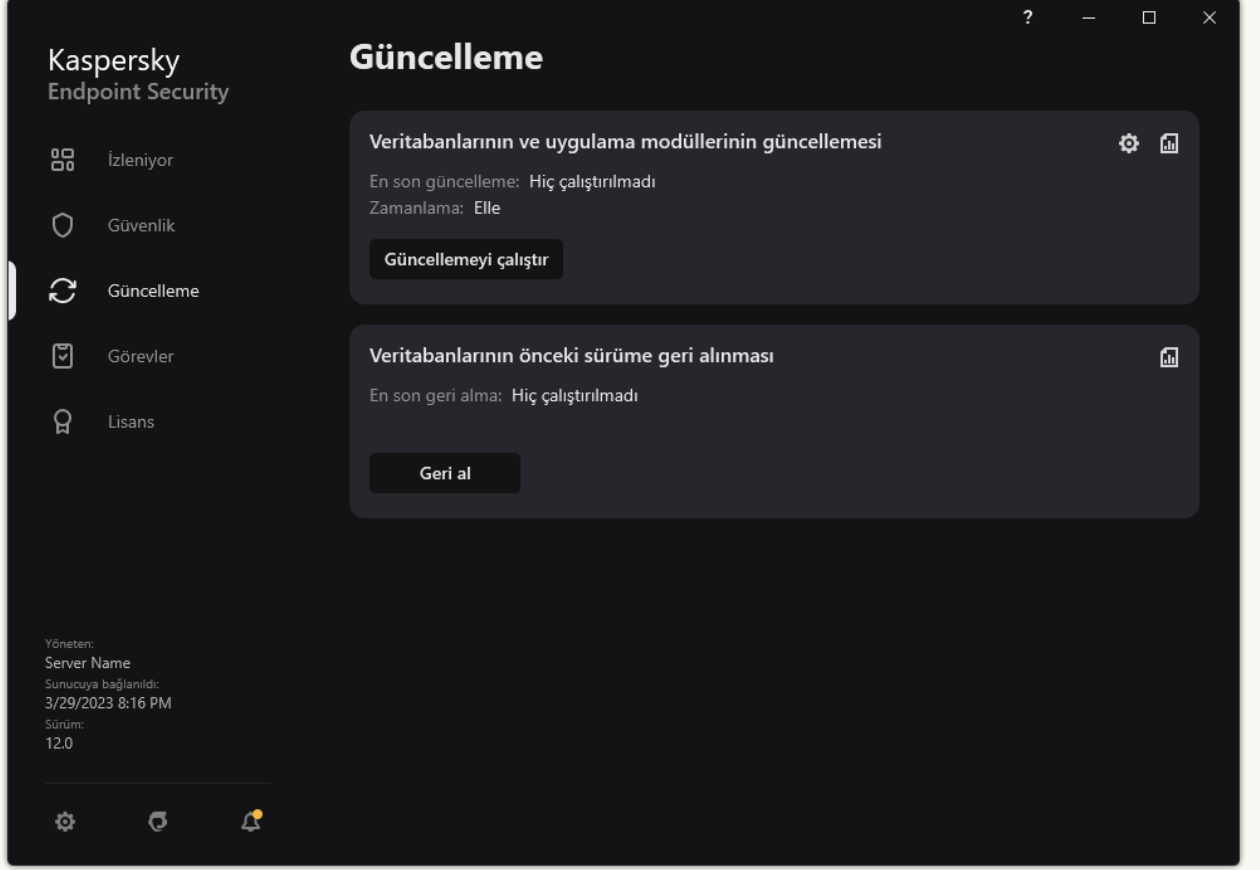 ?
Kaspersky
Endpoint Security
İzleniyor
Güvenlik
Güncelleme
Görevler
Lisans
Yöneten:
Server Name
Sunucuya bağlanıldı:
3/29/2023 8:16 PM
Sürüm:
12.0
Güncelleme
Veritabanlarının ve uygulama modüllerinin güncellemesi
En son güncelleme: Hiç çalıştırılmadı
Zamanlama: Elle
Güncellemeyi çalıştır
Veritabanlarının önceki sürüme geri alınması
En son geri alma: Hiç çalıştırılmadı
Geri al